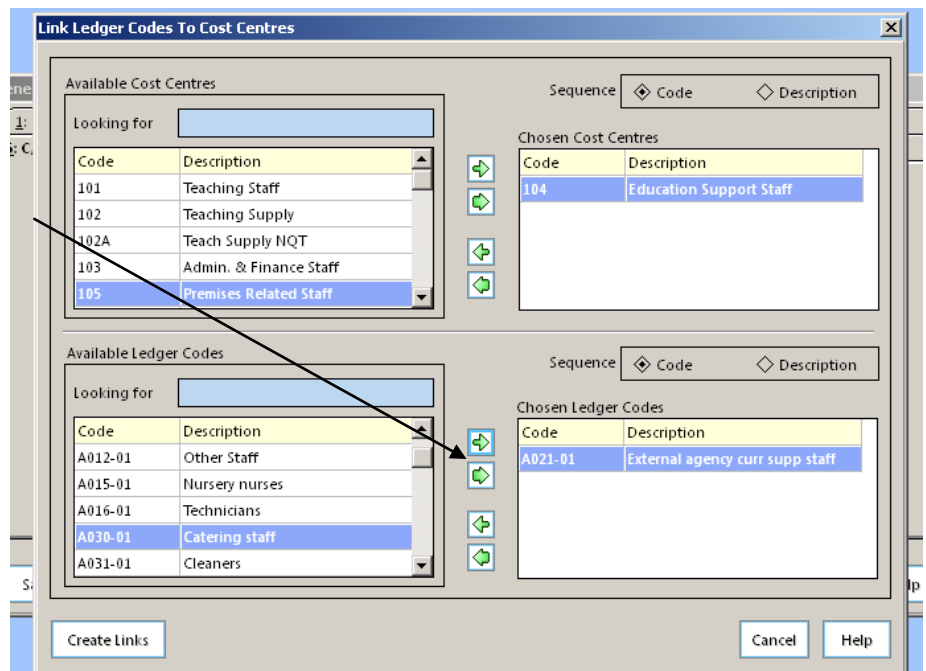 Link Ledger Codes To Cost Centres
Available Cost Centres
Sequence Code Description
Looking for
Chosen Cost Centres
Code Description
101 Teaching Staff
102 Teaching Supply
102A Teach Supply NQT
103 Admin. & Finance Staff
105 Premises Related Staff
Code Description
104 Education Support Staff
Available Ledger Codes
Sequence Code Description
Looking for
Chosen Ledger Codes
Code Description
A012-01 Other Staff
A015-01 Nursery nurses
A016-01 Technicians
A030-01 Catering staff
A031-01 Cleaners
Code Description
A021-01 External agency curr supp staff
Create Links
Cancel
Help